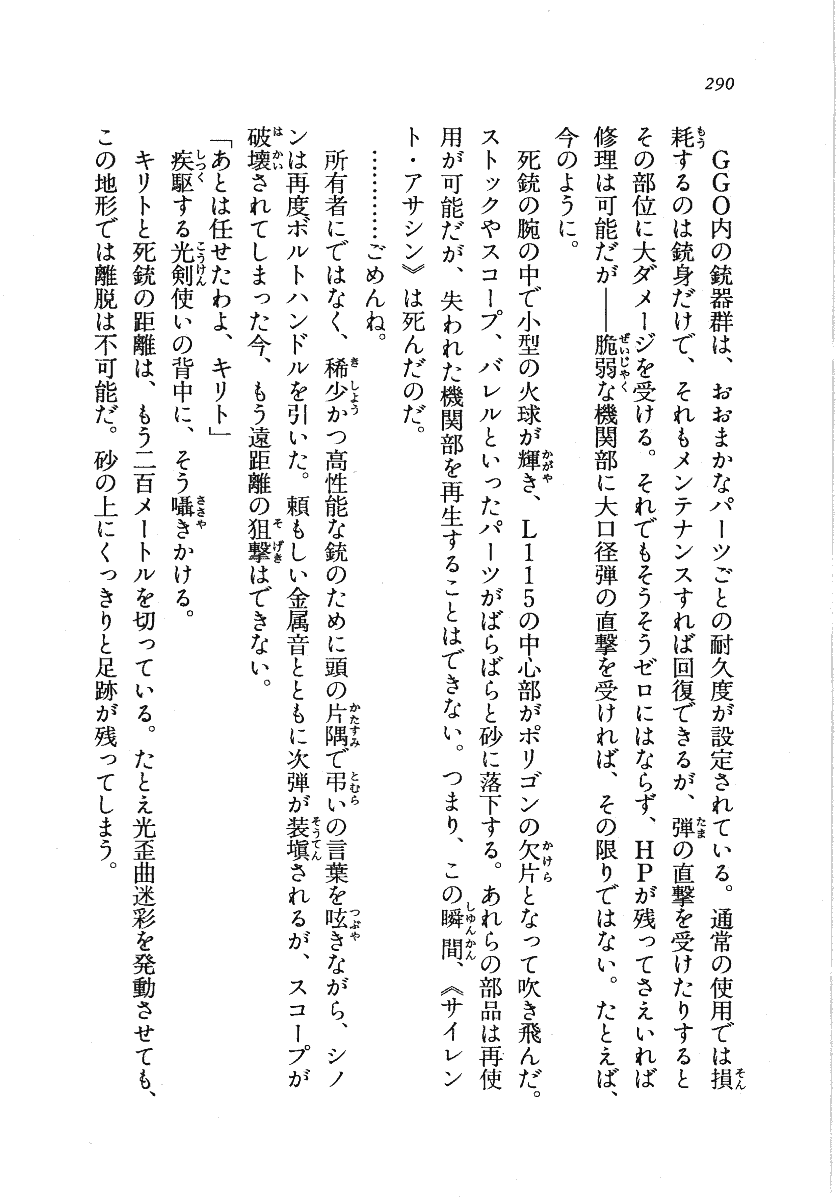 290
GGO内の銃器群は、おおまかなパーツごとの耐久度が設定されている。通常の使用では損
耗するのは銃身だけで、それもメンテナンスすれば回復できるが、弾の直撃を受けたりすると
その部位に大ダメージを受ける。それでもそうそうゼロにはならず、HPが残ってさえいれば
修理は可能だが――脆弱な機関部に大口径弾の直撃を受ければ、その限りではない。たとえば、
今のように。
死銃の腕の中で小型の火球が輝き、L115の中心部がポリゴンの欠片となって吹き飛んだ。
ストックやスコープ、バレルといったパーツがばらばらと砂に落下する。あれらの部品は再使
用が可能だが、失われた機関部を再生することはできない。つまり、この瞬間、《サイレン
ト・アサシン》は死んだのだ。
…………ごめんね。
所有者にではなく、稀少かつ高性能な銃のために頭の片隅で弔いの言葉を呟きながら、シノ
ンは再度ボルトハンドルを引いた。頼もしい金属音とともに次弾が装塡されるが、スコープが
破壊されてしまった今、もう遠距離の狙撃はできない。
「あとは任せたわよ、キリト」
疾駆する光剣使いの背中に、そう囁きかける。
キリトと死銃の距離は、もう二百メートルを切っている。たとえ光歪曲迷彩を発動させても、
この地形では離脱は不可能だ。砂の上にくっきりと足跡が残ってしまう。